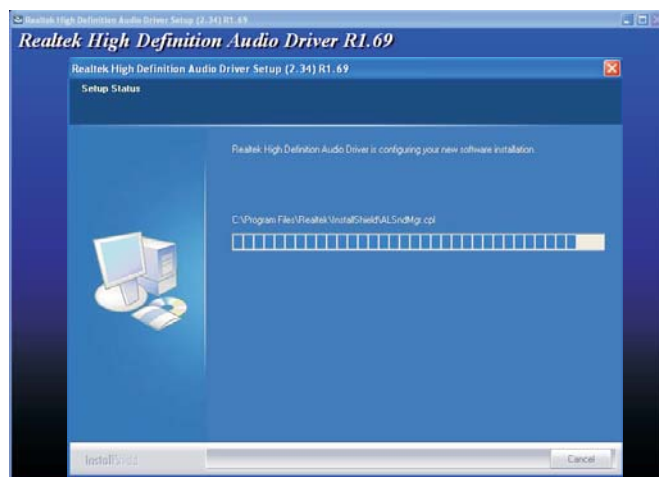 Realtek High Definition Audio Driver Setup (2.34) R1.69
Realtek High Definition Audio Driver R1.69
Realtek High Definition Audio Driver Setup (2.34) R1.69
Setup Status
Realtek High Definition Audio Driver is configuring your new software installation.
C:\Program Files\Realtek\InstallShield\ALSndMgr.cpl
InstallShield
Cancel